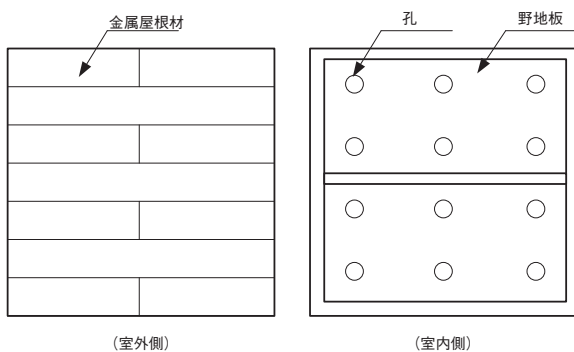 金属屋根材
孔
野地板
（室外側）
（室内側）